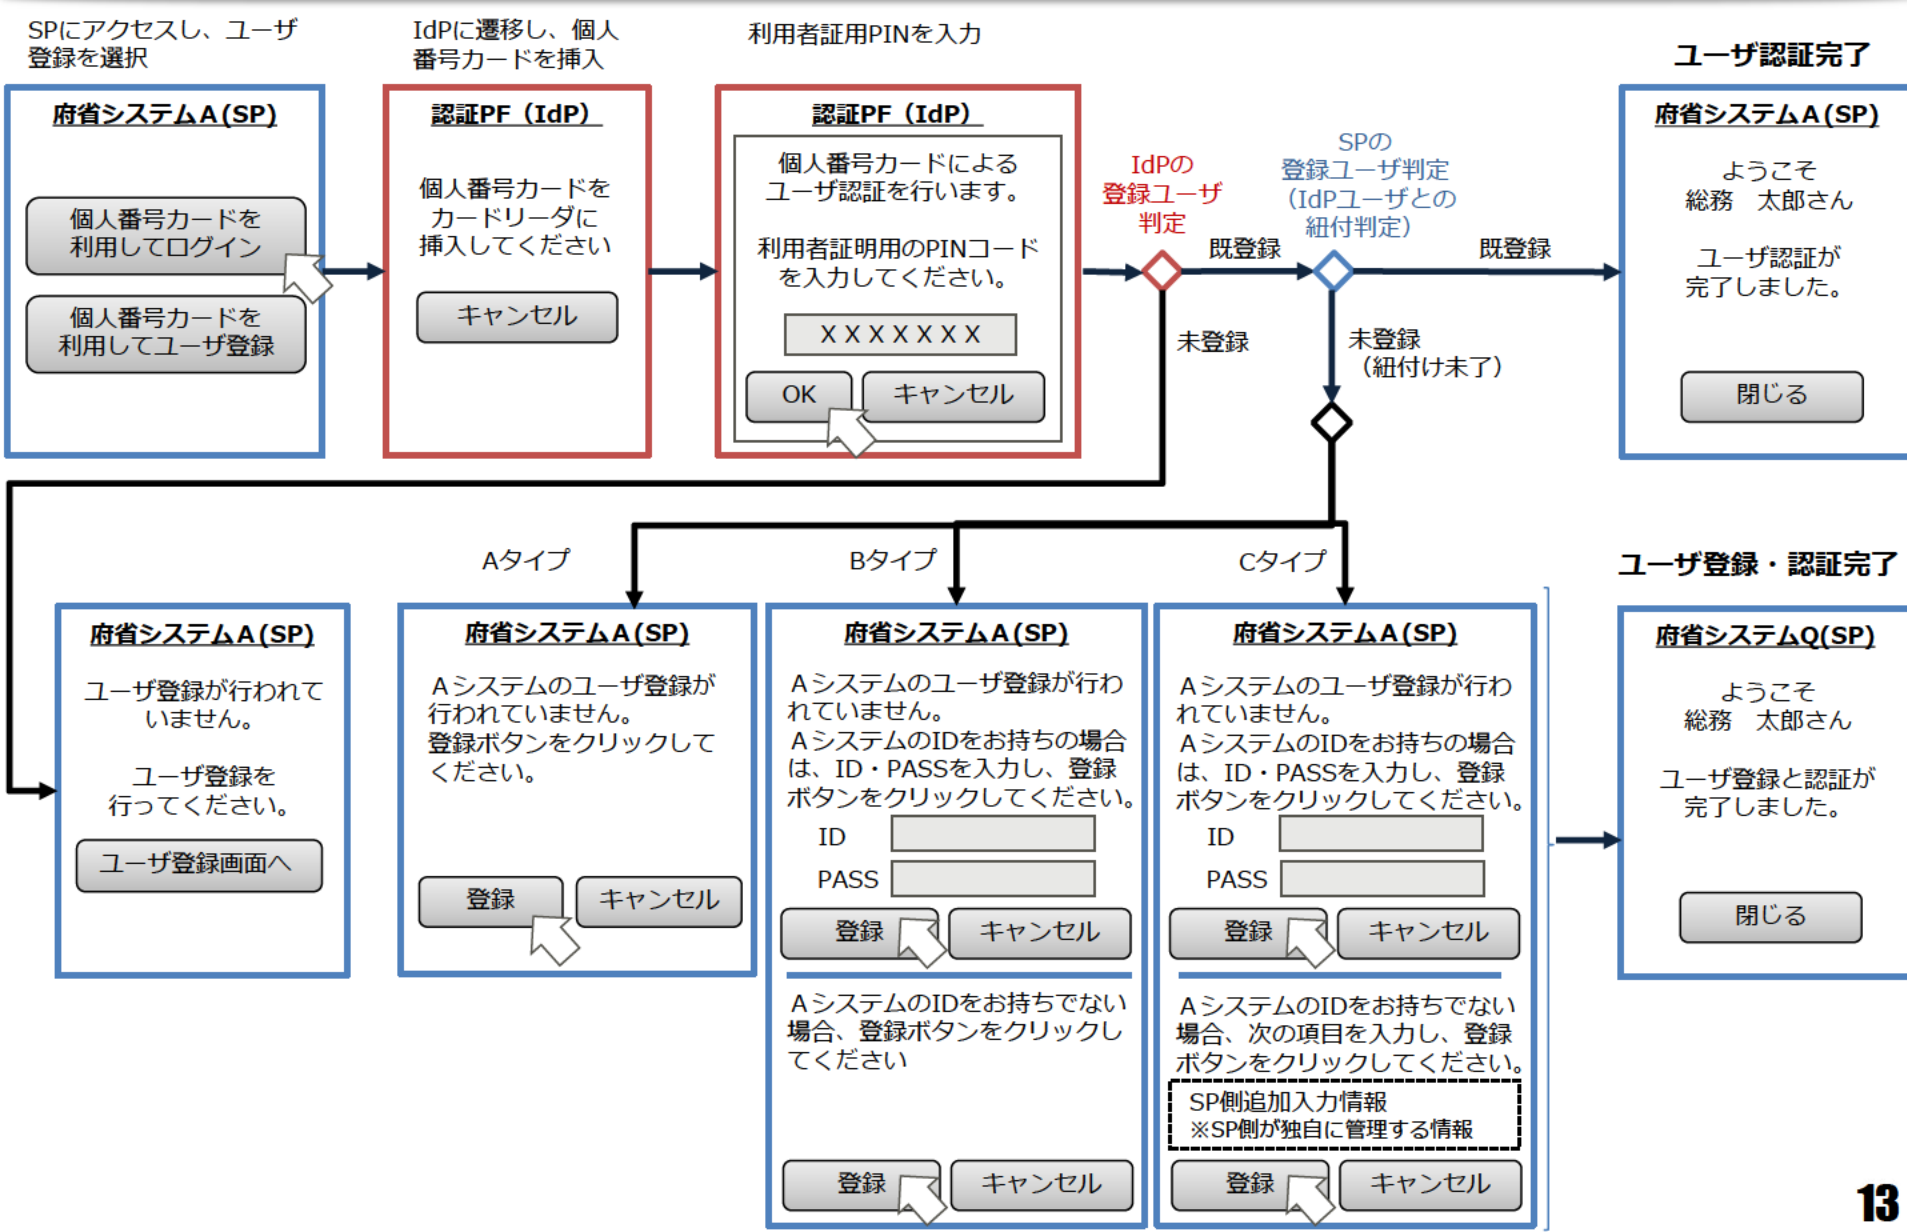 SPにアクセスし、ユーザ
登録を選択
IdPに遷移し、個人
番号カードを挿入
利用者証用PINを入力
ユーザ認証完了
府省システムA(SP)
個人番号カードを
利用してログイン
個人番号カードを
利用してユーザ登録
認証PF（IdP）
個人番号カードを
カードリーダに
挿入してください
キャンセル
認証PF（IdP）
個人番号カードによる
ユーザ認証を行います。
利用者証明用のPINコード
を入力してください。
XXXXXXX
OK
キャンセル
IdPの
登録ユーザ
判定
既登録
未登録
SPの
登録ユーザ判定
（IdPユーザとの
紐付判定）
既登録
未登録
（紐付け未了）
府省システムA(SP)
ようこそ
総務　太郎さん
ユーザ認証が
完了しました。
閉じる
Aタイプ
Bタイプ
Cタイプ
ユーザ登録・認証完了
府省システムA(SP)
ユーザ登録が行われて
いません。
ユーザ登録を
行ってください。
ユーザ登録画面へ
府省システムA(SP)
Aシステムのユーザ登録が
行われていません。
登録ボタンをクリックして
ください。
登録
キャンセル
府省システムA(SP)
Aシステムのユーザ登録が行わ
れていません。
AシステムのIDをお持ちの場合
は、ID・PASSを入力し、登録
ボタンをクリックしてください。
ID
PASS
登録
キャンセル
AシステムのIDをお持ちでない
場合、登録ボタンをクリックし
てください
登録
キャンセル
府省システムA(SP)
Aシステムのユーザ登録が行わ
れていません。
AシステムのIDをお持ちの場合
は、ID・PASSを入力し、登録
ボタンをクリックしてください。
ID
PASS
登録
キャンセル
AシステムのIDをお持ちでない
場合、次の項目を入力し、登録
ボタンをクリックしてください。
SP側追加入力情報
※SP側が独自に管理する情報
登録
キャンセル
府省システムQ(SP)
ようこそ
総務　太郎さん
ユーザ登録と認証が
完了しました。
閉じる
13